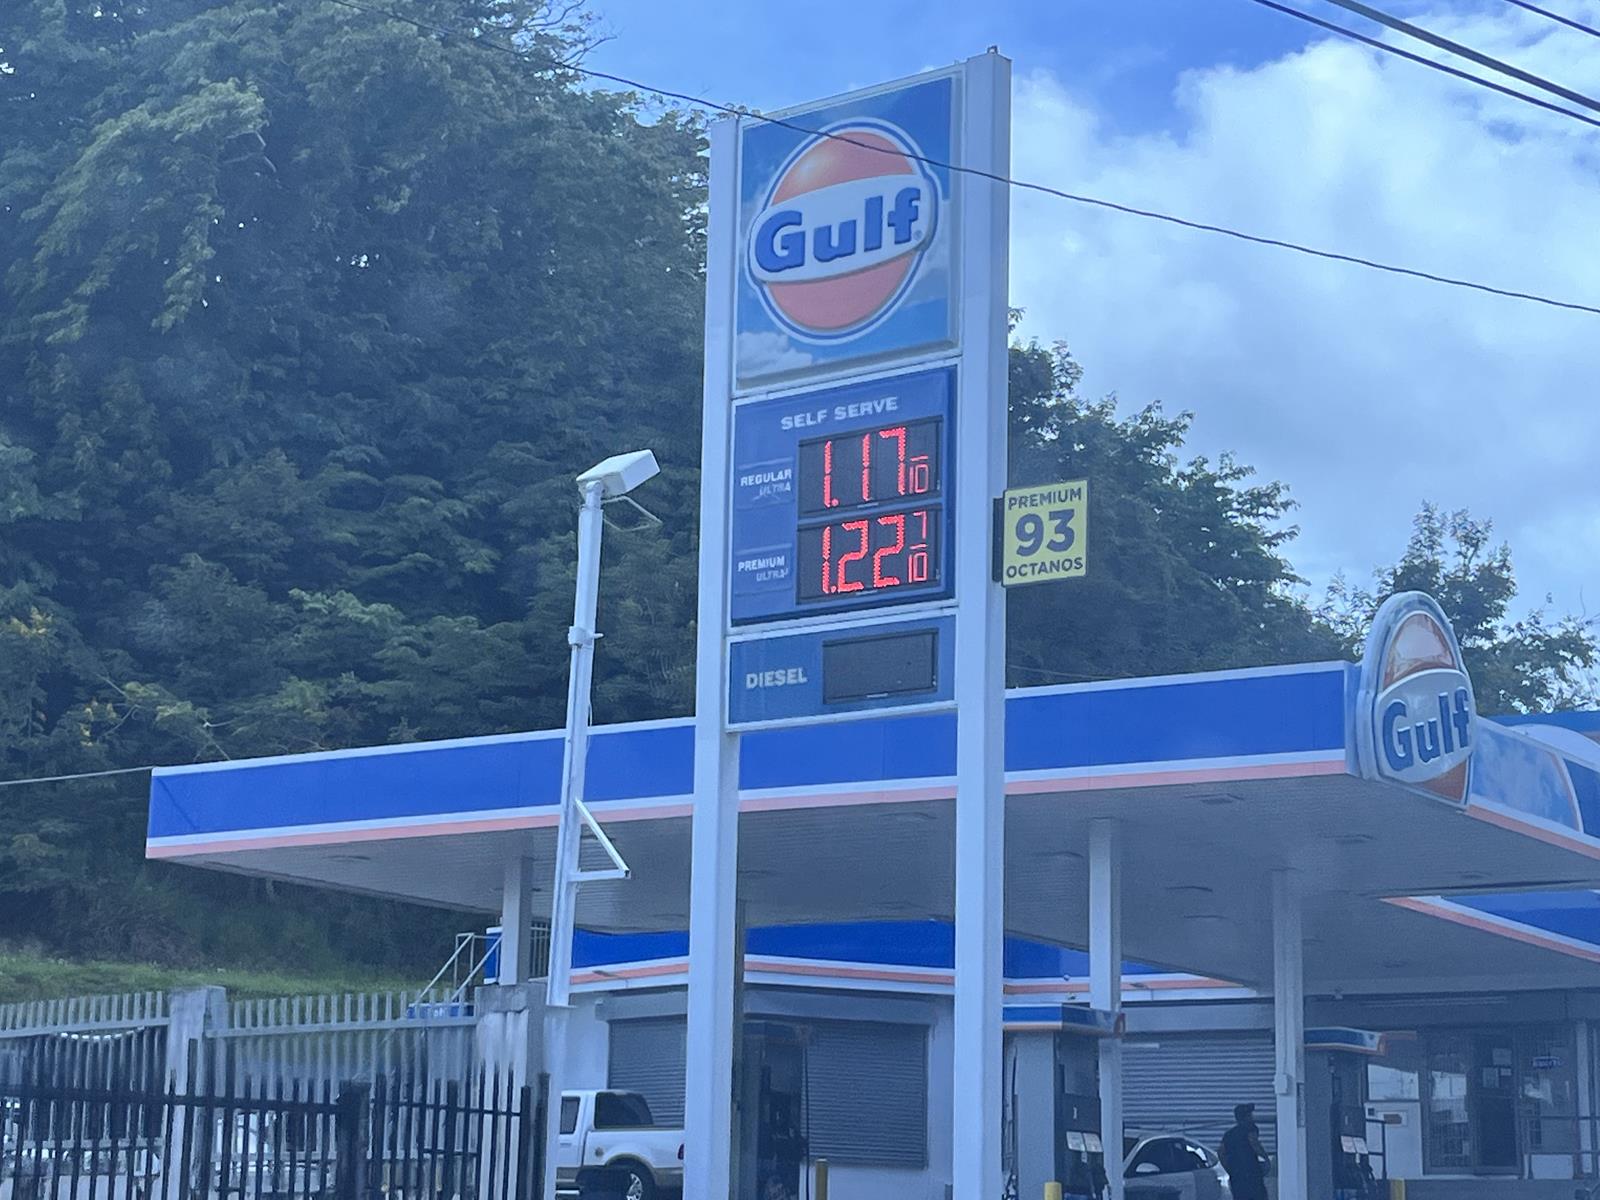 Gulf
SELF SERVE
REGULAR
ULTRA
1.17
10
PREMIUM
ULTRA
1.22 7
10
DIESEL
PREMIUM
93
OCTANOS
Gulf